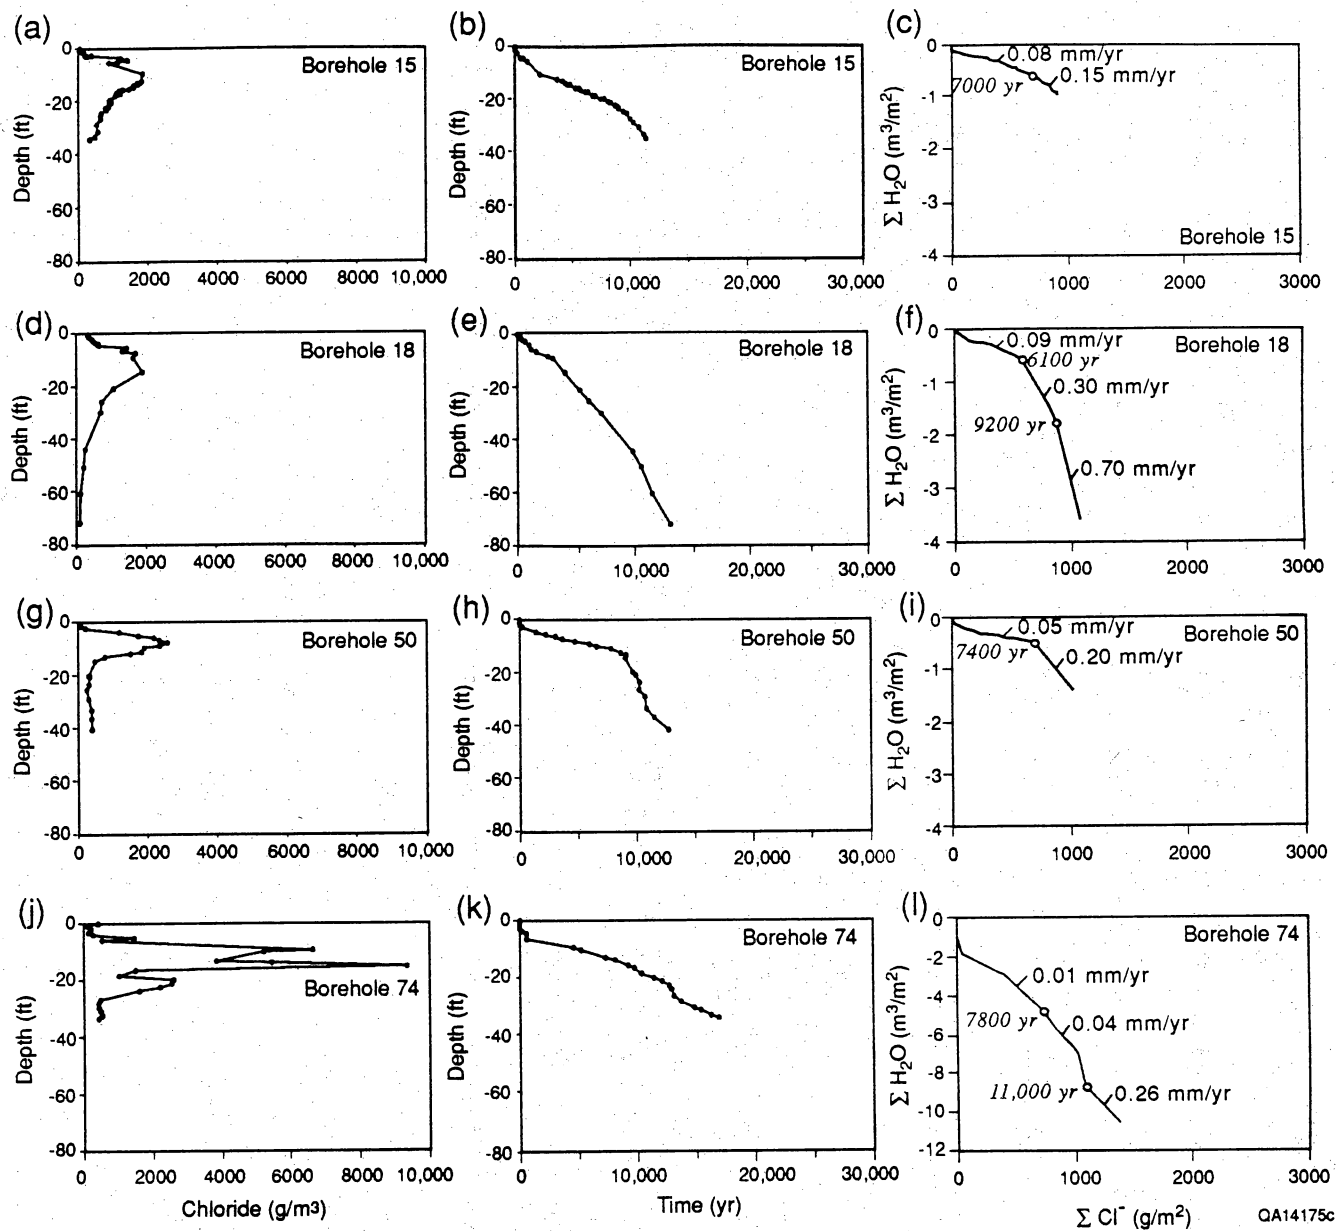 (a)
Borehole 15
0
-20
-40
-60
-80
Depth (ft)
0 2000 4000 6000 8000 10,000
(b)
Borehole 15
0
-20
-40
-60
-80
Depth (ft)
0 10,000 20,000 30,000
(c)
0.08 mm/yr
7000 yr
0.15 mm/yr
0
-1
-2
-3
-4
Σ H₂O (m³/m²)
Borehole 15
0 1000 2000 3000
(d)
Borehole 18
0
-20
-40
-60
-80
Depth (ft)
0 2000 4000 6000 8000 10,000
(e)
Borehole 18
0
-20
-40
-60
-80
Depth (ft)
0 10,000 20,000 30,000
(f)
0.09 mm/yr
Borehole 18
6100 yr
0.30 mm/yr
9200 yr
0.70 mm/yr
0
-1
-2
-3
-4
Σ H₂O (m³/m²)
0 1000 2000 3000
(g)
Borehole 50
0
-20
-40
-60
-80
Depth (ft)
0 2000 4000 6000 8000 10,000
(h)
Borehole 50
0
-20
-40
-60
-80
Depth (ft)
0 10,000 20,000 30,000
(i)
0.05 mm/yr
Borehole 50
7400 yr
0.20 mm/yr
0
-1
-2
-3
-4
Σ H₂O (m³/m²)
0 1000 2000 3000
(j)
Borehole 74
0
-20
-40
-60
-80
Depth (ft)
0 2000 4000 6000 8000 10,000
Chloride (g/m³)
(k)
Borehole 74
0
-20
-40
-60
-80
Depth (ft)
0 10,000 20,000 30,000
Time (yr)
(l)
Borehole 74
0.01 mm/yr
7800 yr
0.04 mm/yr
11,000 yr
0.26 mm/yr
0
-2
-4
-6
-8
-10
-12
Σ H₂O (m³/m²)
0 1000 2000 3000
Σ Cl⁻ (g/m²)
QA14175c